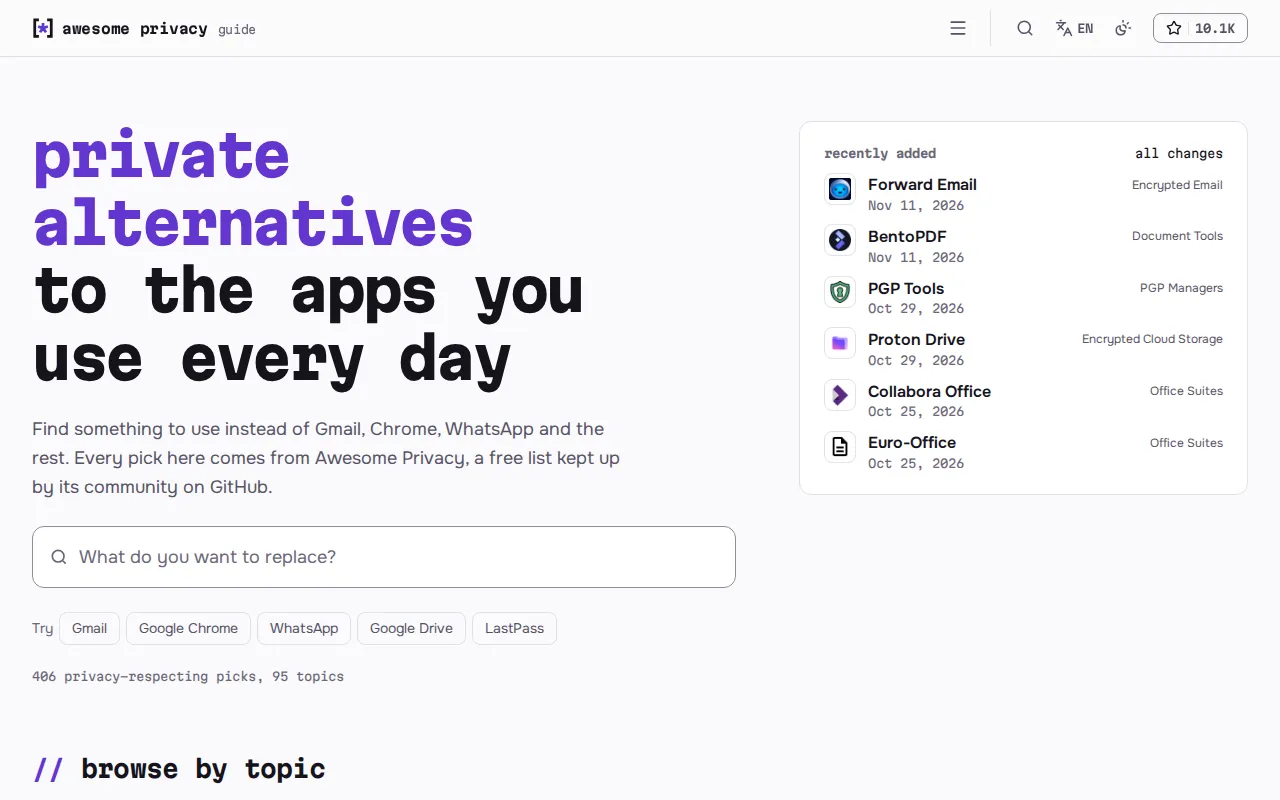 [*] awesome privacy guide
EN
10.1K
private
alternatives
to the apps you
use every day
Find something to use instead of Gmail, Chrome, WhatsApp and the
rest. Every pick here comes from Awesome Privacy, a free list kept up
by its community on GitHub.
What do you want to replace?
Try Gmail Google Chrome WhatsApp Google Drive LastPass
406 privacy-respecting picks, 95 topics
recently added all changes
Forward Email Encrypted Email
Nov 11, 2026
BentoPDF Document Tools
Nov 11, 2026
PGP Tools PGP Managers
Oct 29, 2026
Proton Drive Encrypted Cloud Storage
Oct 29, 2026
Collabora Office Office Suites
Oct 25, 2026
Euro-Office Office Suites
Oct 25, 2026
// browse by topic